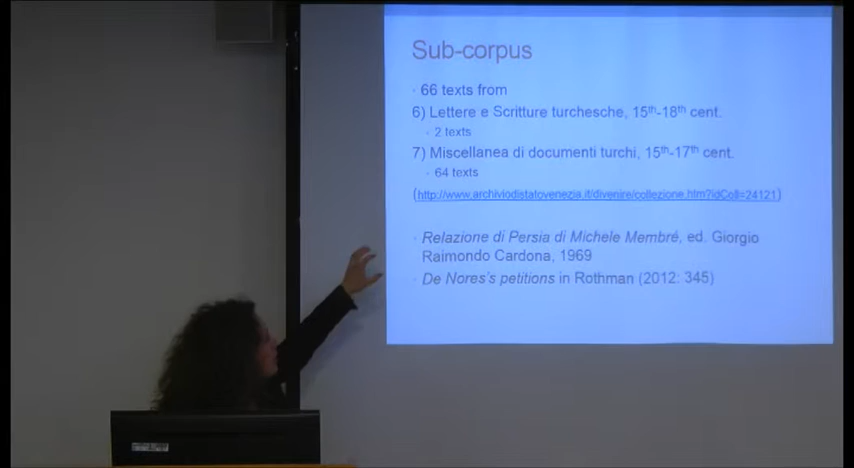 Sub-corpus
66 texts from
6) Lettere e Scritture turchesche, 15th-18th cent.
2 texts
7) Miscellanea di documenti turchi, 15th-17th cent.
64 texts
(http://www.archiviodistatovenezia.it/divenire/collezione.htm?idColl=24121)
Relazione di Persia di Michele Membré, ed. Giorgio
Raimondo Cardona, 1969
De Nores's petitions in Rothman (2012: 345)